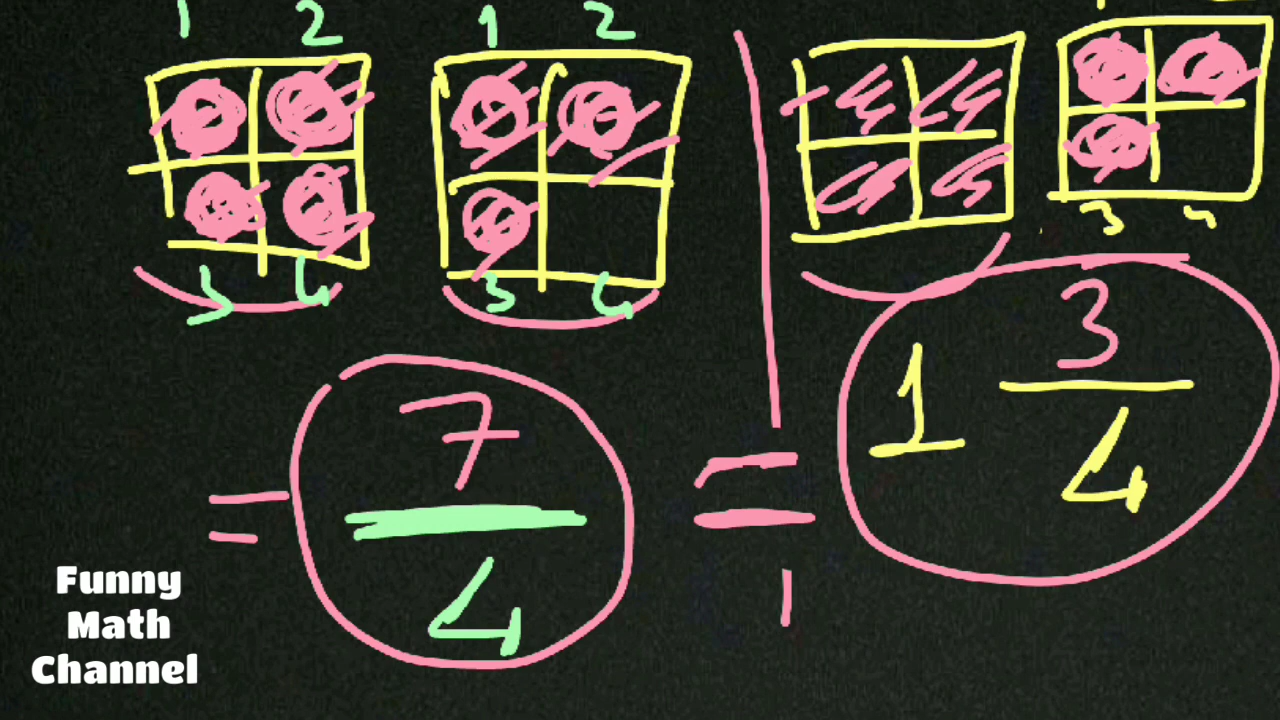 1 2 1 2
3 4 3 4 3 4
= 7/4 = 1 3/4
Funny
Math
Channel